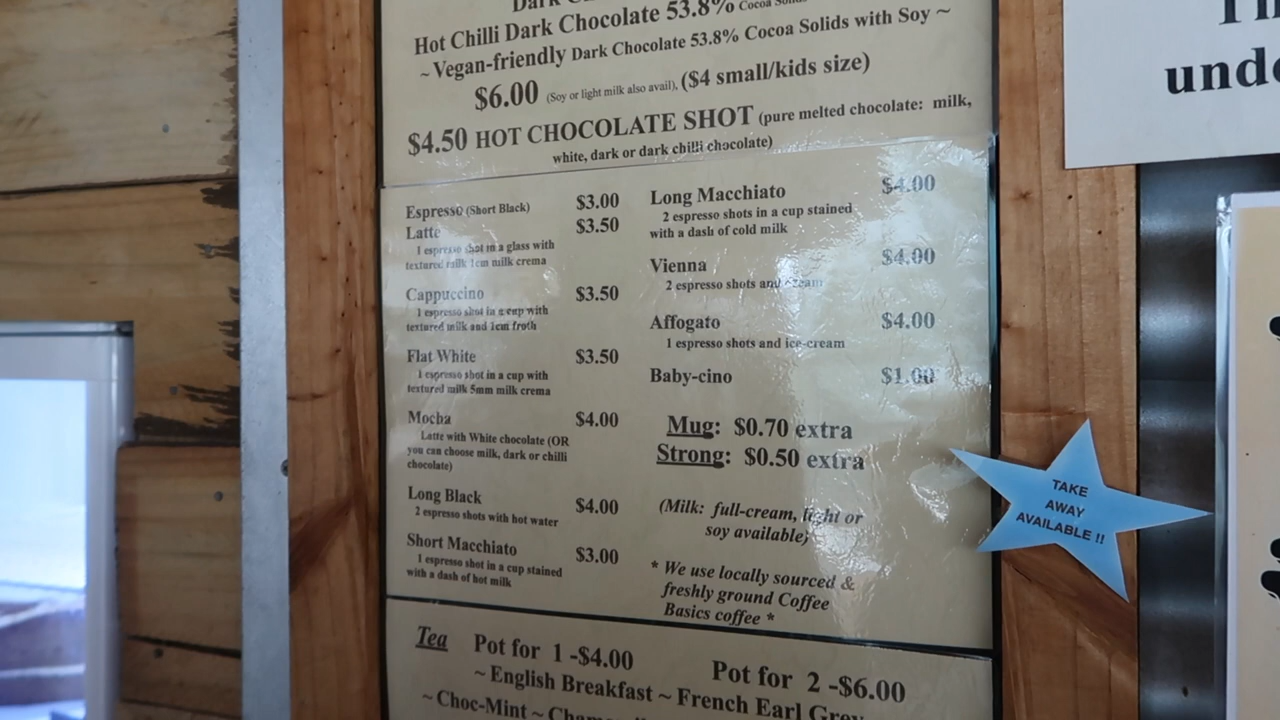 Dark
Hot Chilli Dark Chocolate 53.8% Cocoa Solids
~ Vegan-friendly Dark Chocolate 53.8% Cocoa Solids with Soy ~
$6.00 (Soy or light milk also avail), ($4 small/kids size)
$4.50 HOT CHOCOLATE SHOT (pure melted chocolate: milk,
white, dark or dark chilli chocolate)
Espresso (Short Black) $3.00
Latte $3.50
1 espresso shot in a glass with
textured milk 1cm milk crema
Cappuccino $3.50
1 espresso shot in a cup with
textured milk and 1cm froth
Flat White $3.50
1 espresso shot in a cup with
textured milk 5mm milk crema
Mocha $4.00
Latte with White chocolate (OR
you can choose milk, dark or chilli
chocolate)
Long Black $4.00
2 espresso shots with hot water
Short Macchiato $3.00
1 espresso shot in a cup stained
with a dash of hot milk
Long Macchiato $4.00
2 espresso shots in a cup stained
with a dash of cold milk
Vienna $4.00
2 espresso shots and cream
Affogato $4.00
1 espresso shots and ice-cream
Baby-cino $1.00
Mug: $0.70 extra
Strong: $0.50 extra
(Milk: full-cream, light or
soy available)
* We use locally sourced &
freshly ground Coffee
Basics coffee *
Tea Pot for 1 -$4.00 Pot for 2 -$6.00
~ English Breakfast ~ French Earl Grey
~ Choc-Mint ~
TAKE
AWAY
AVAILABLE !!